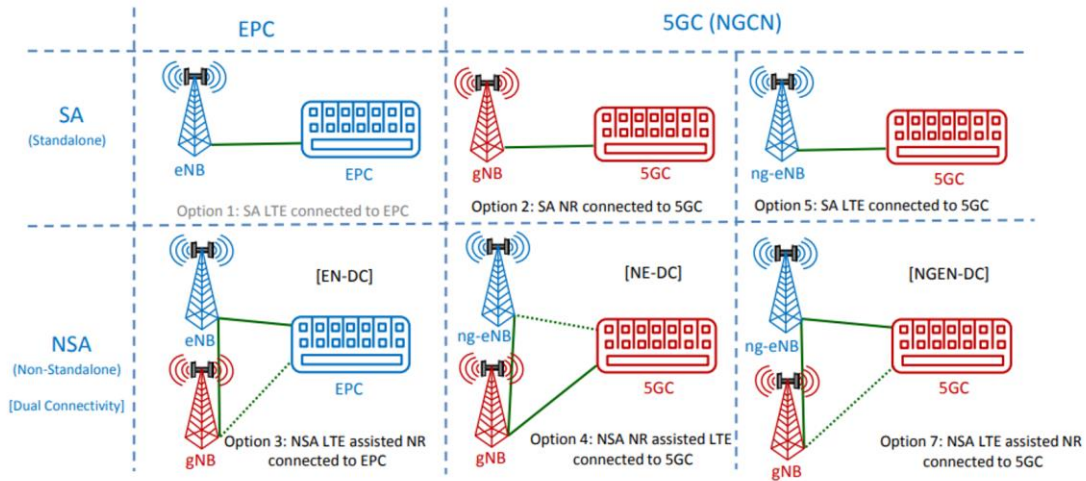 EPC
5GC (NGCN)
SA
(Standalone)
eNB
EPC
Option 1: SA LTE connected to EPC
gNB
5GC
Option 2: SA NR connected to 5GC
ng-eNB
5GC
Option 5: SA LTE connected to 5GC
NSA
(Non-Standalone)
[Dual Connectivity]
[EN-DC]
eNB
EPC
gNB
Option 3: NSA LTE assisted NR
connected to EPC
[NE-DC]
ng-eNB
5GC
gNB
Option 4: NSA NR assisted LTE
connected to 5GC
[NGEN-DC]
ng-eNB
5GC
gNB
Option 7: NSA LTE assisted NR
connected to 5GC